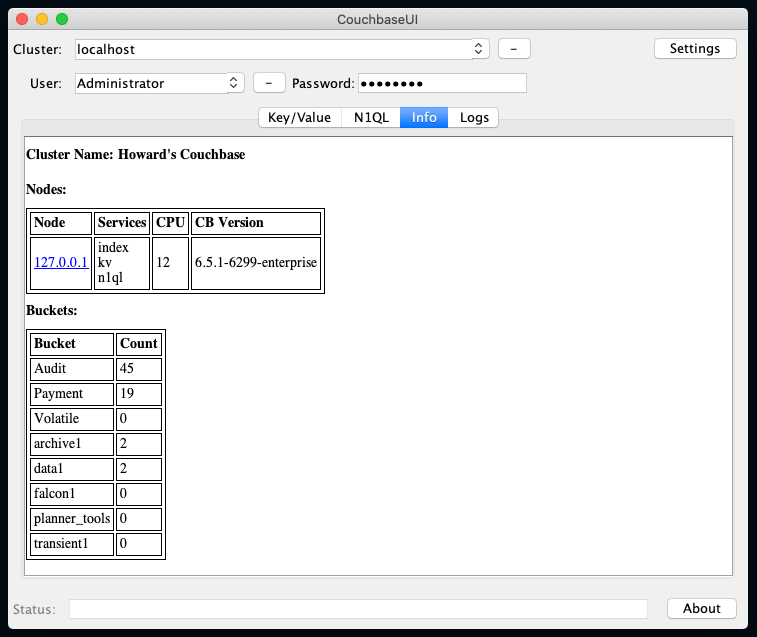 CouchbaseUI
Cluster: localhost – Settings
User: Administrator – Password: ●●●●●●●●
Key/Value N1QL Info Logs
Cluster Name: Howard's Couchbase
Nodes:
Node Services CPU CB Version
index
127.0.0.1 kv 12 6.5.1-6299-enterprise
n1ql
Buckets:
Bucket Count
Audit 45
Payment 19
Volatile 0
archive1 2
data1 2
falcon1 0
planner_tools 0
transient1 0
Status: About